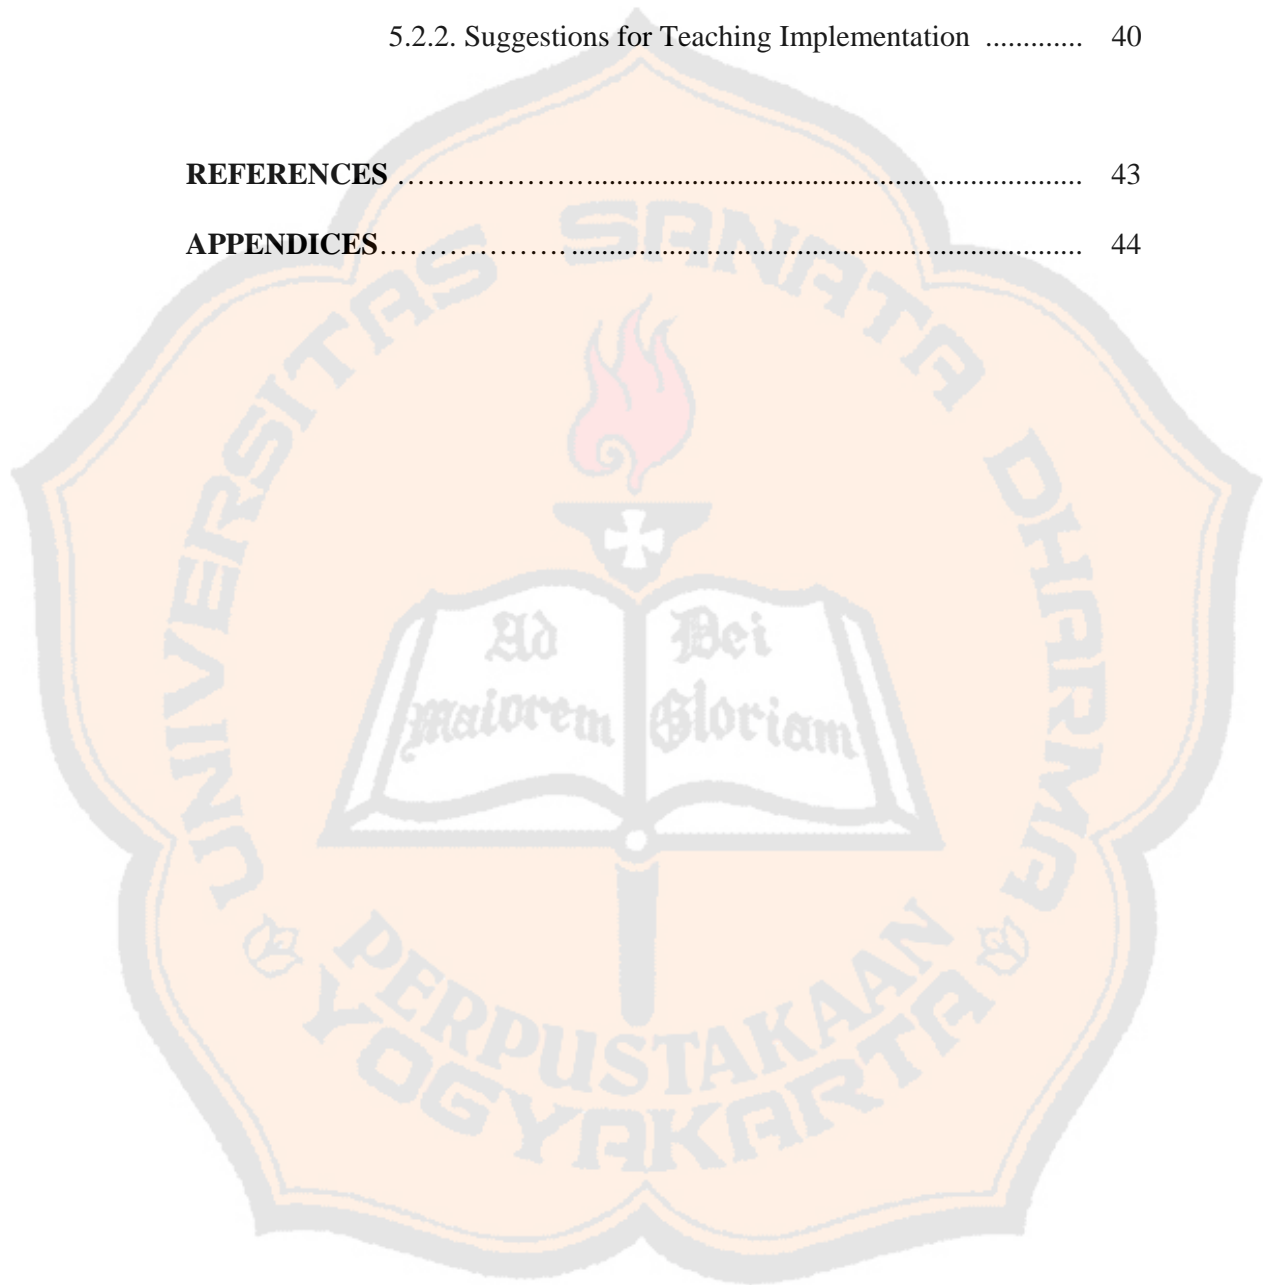 5.2.2. Suggestions for Teaching Implementation ............. 40
REFERENCES ……………….................................................................... 43
APPENDICES……………….................................................................... 44
UNIVERSITAS SANATA DHARMA
Ad Dei
Maiorem Gloriam
PERPUSTAKAAN
YOGYAKARTA